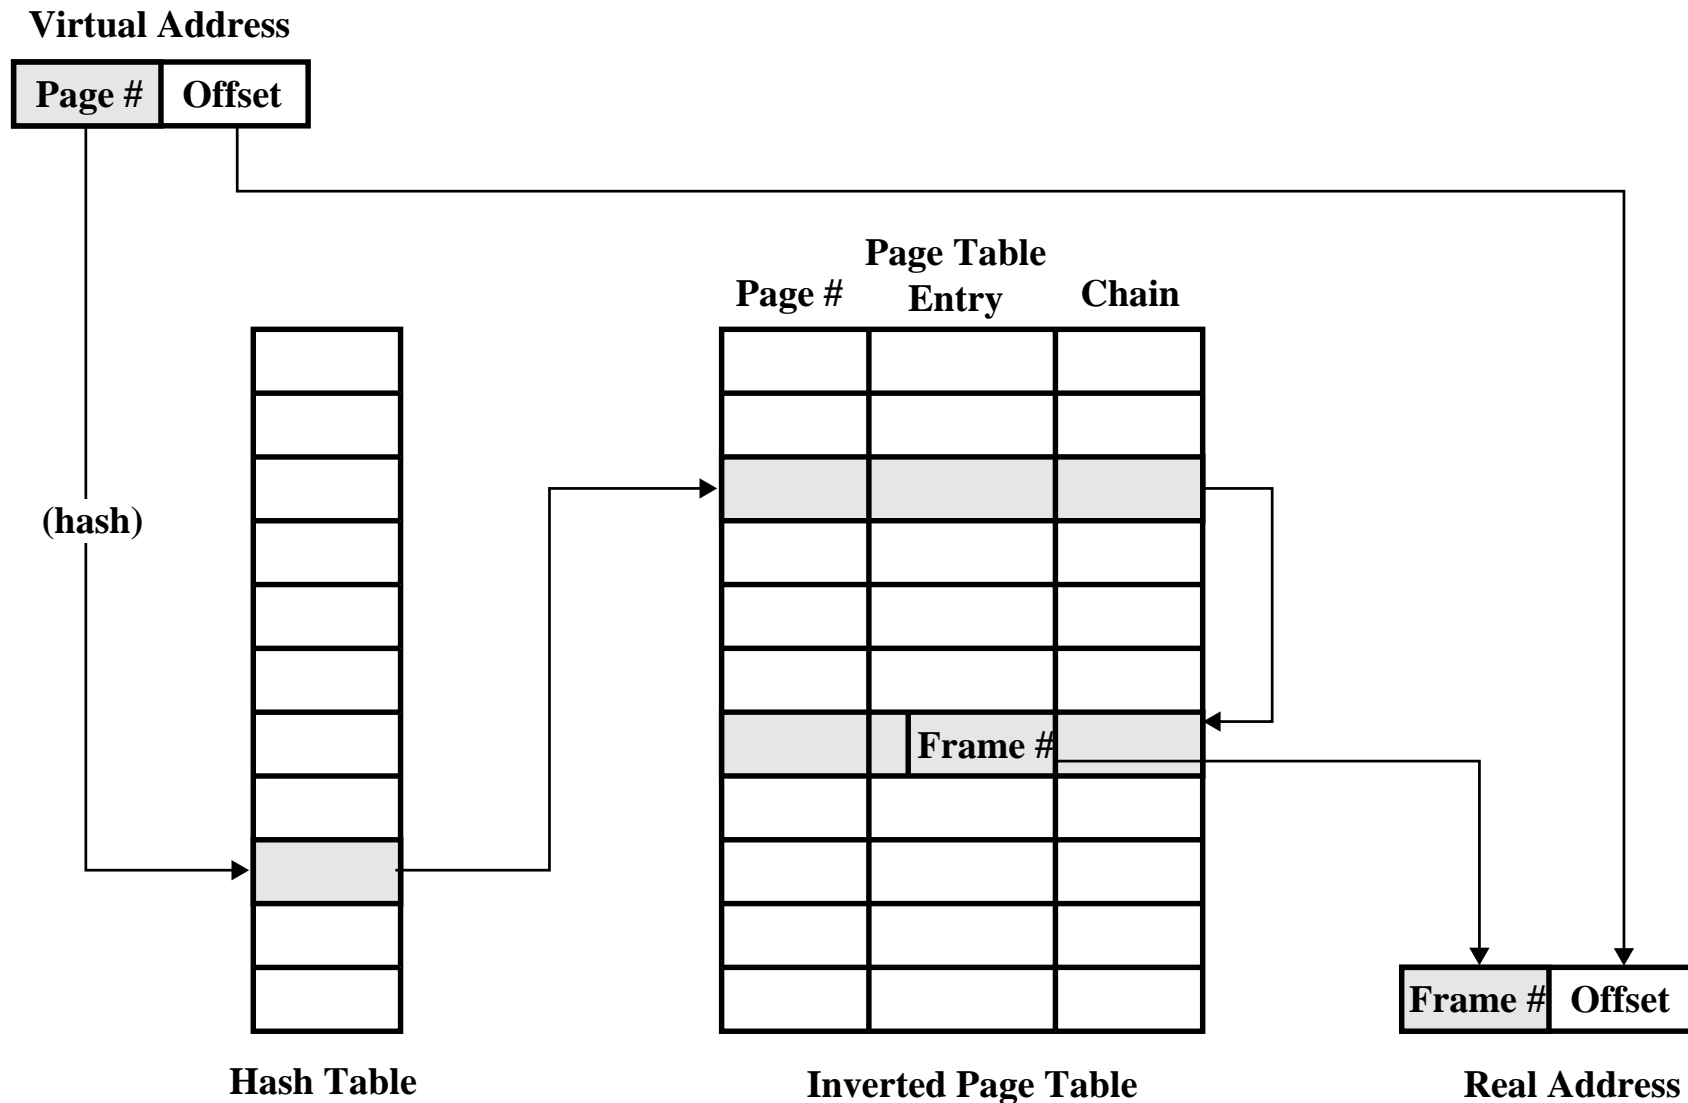 Virtual Address
Page # Offset
Page Table
Page # Entry Chain
(hash)
Frame #
Frame # Offset
Hash Table Inverted Page Table Real Address